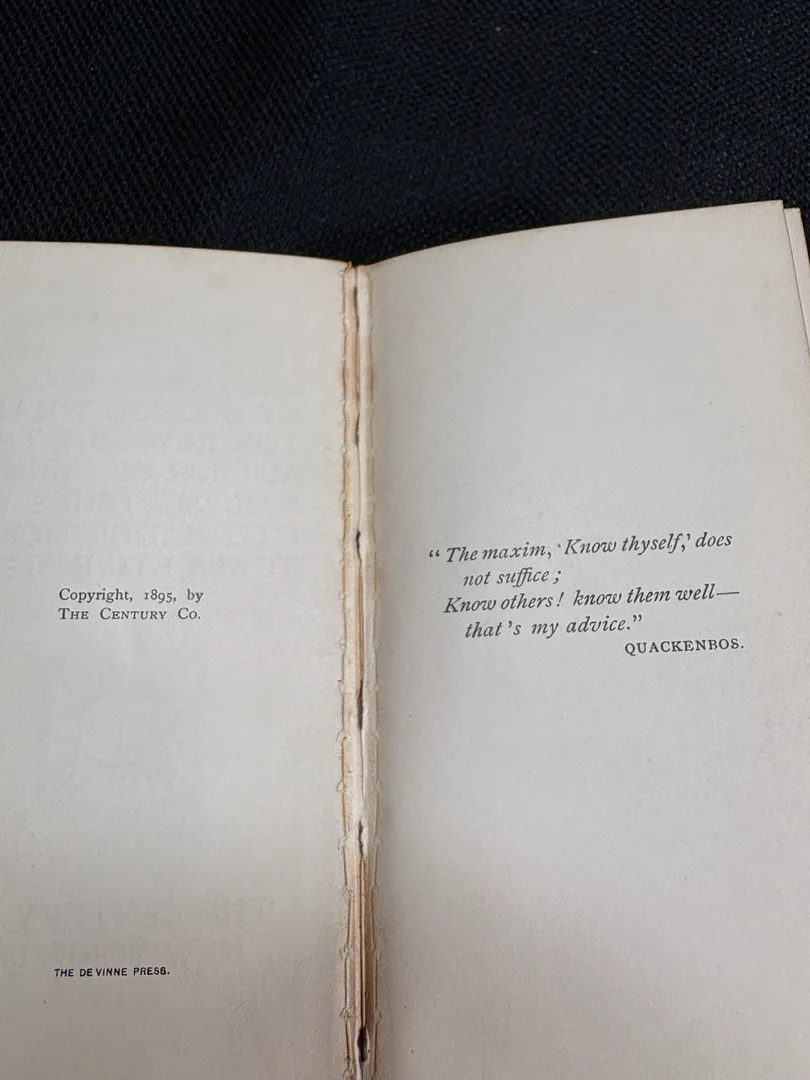 Copyright, 1895, by
THE CENTURY CO.
THE DE VINNE PRESS.
“ The maxim, ‘Know thyself,’ does
not suffice ;
Know others ! know them well—
that ’s my advice.”
QUACKENBOS.